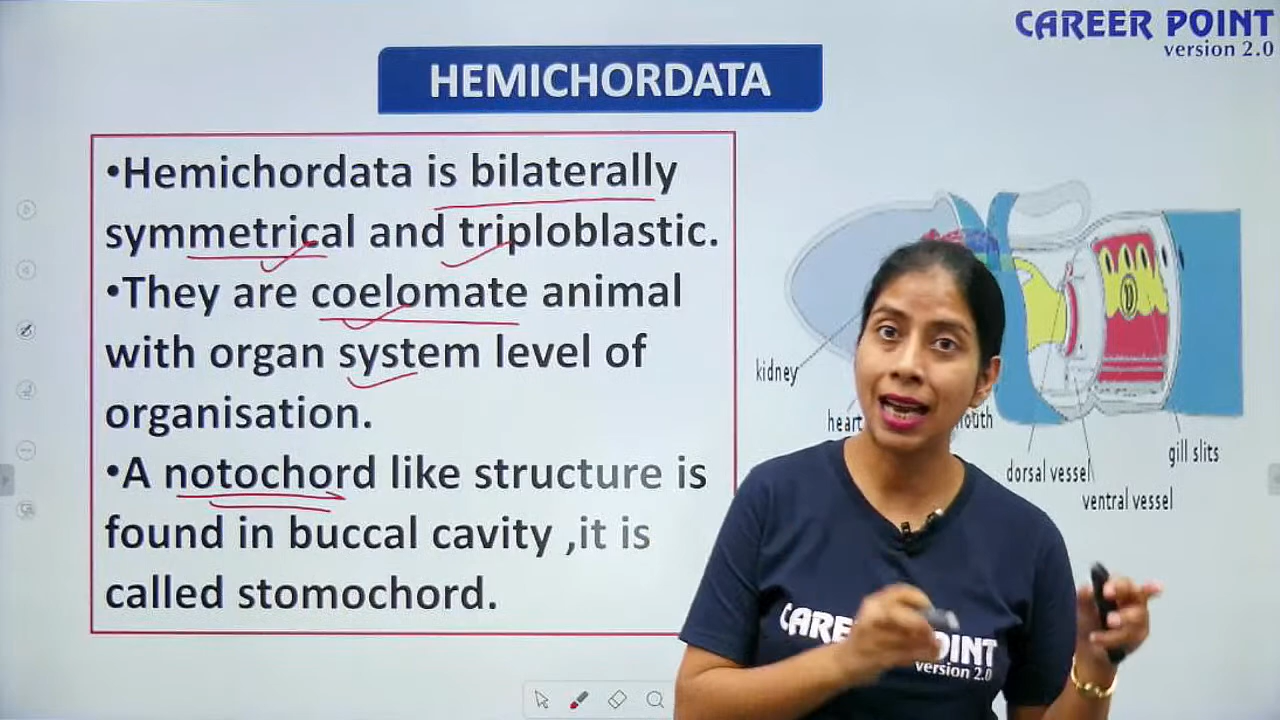 CAREER POINT
version 2.0
HEMICHORDATA
•Hemichordata is bilaterally
symmetrical and triploblastic.
•They are coelomate animal
with organ system level of
organisation.
•A notochord like structure is
found in buccal cavity ,it is
called stomochord.
kidney
heart
dorsal vessel
ventral vessel
gill slits
CAREER POINT
version 2.0